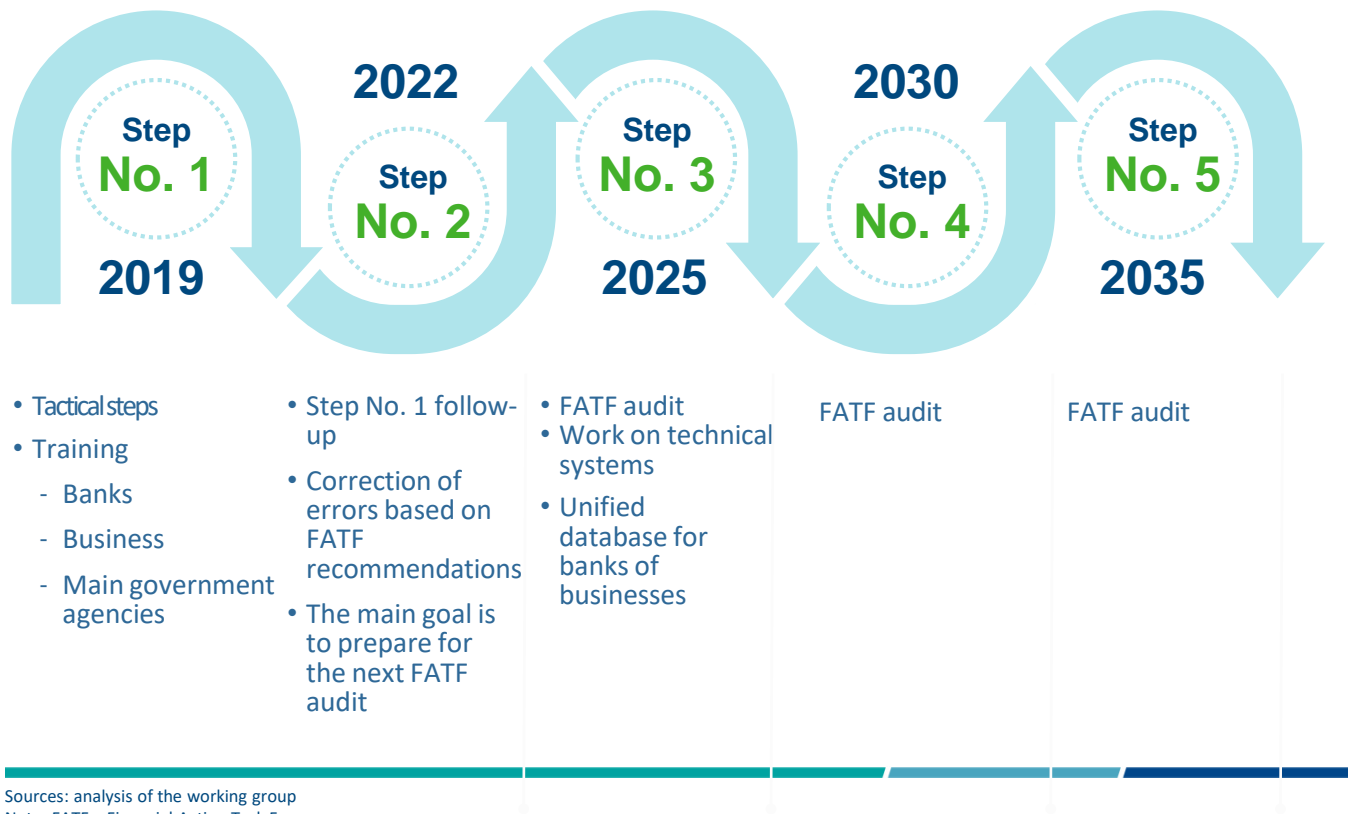 2022
2030
Step
No. 1
Step
No. 2
Step
No. 3
Step
No. 4
Step
No. 5
2019
2025
2035
• Tactical steps
• Training
- Banks
- Business
- Main government
agencies
• Step No. 1 follow-
up
• Correction of
errors based on
FATF
recommendations
• The main goal is
to prepare for
the next FATF
audit
• FATF audit
• Work on technical
systems
• Unified
database for
banks of
businesses
FATF audit
FATF audit
Sources: analysis of the working group